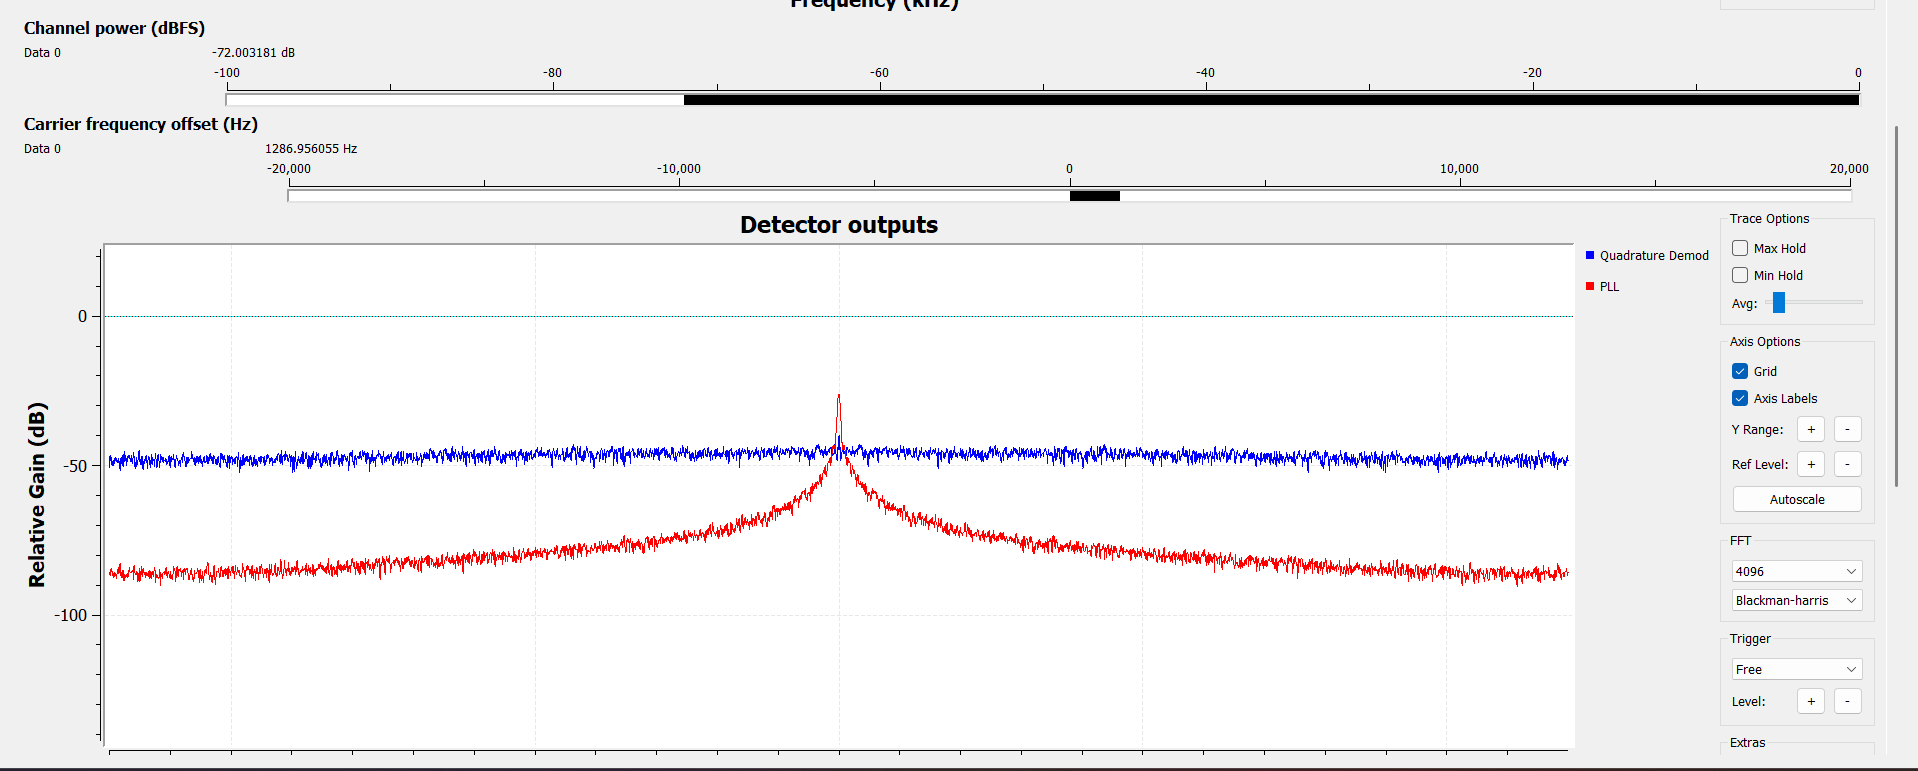 Frequency (kHz)
Channel power (dBFS)
Data 0
-72.003181 dB
-100 -80 -60 -40 -20 0
Carrier frequency offset (Hz)
Data 0
1286.956055 Hz
-20,000 -10,000 0 10,000 20,000
Detector outputs
Relative Gain (dB)
0
-50
-100
Quadrature Demod
PLL
Trace Options
Max Hold
Min Hold
Avg:
Axis Options
Grid
Axis Labels
Y Range: + -
Ref Level: + -
Autoscale
FFT
4096
Blackman-harris
Trigger
Free
Level: + -
Extras